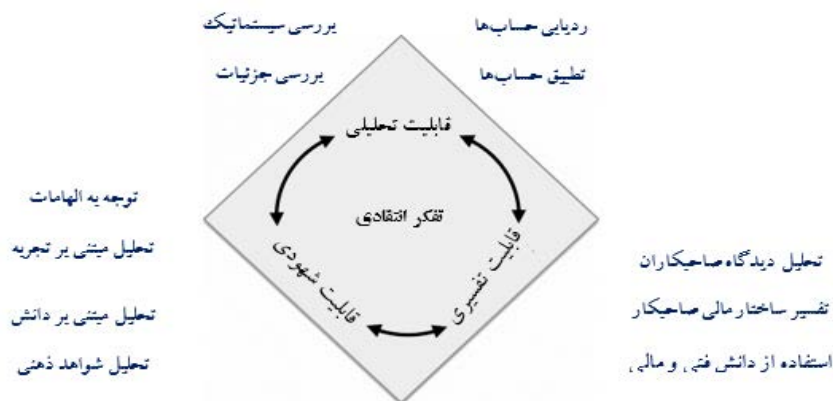 ردیابی حساب‌ها
تطبیق حساب‌ها
بررسی سیستماتیک
بررسی جزئیات
قابلیت تحلیلی
تفکر انتقادی
قابلیت تفسیری
قابلیت شهودی
تحلیل دیدگاه صاحبکاران
تفسیر ساختار مالی صاحبکار
استفاده از دانش فنی و مالی
توجه به الهامات
تحلیل مبتنی بر تجربه
تحلیل مبتنی بر دانش
تحلیل شواهد ذهنی